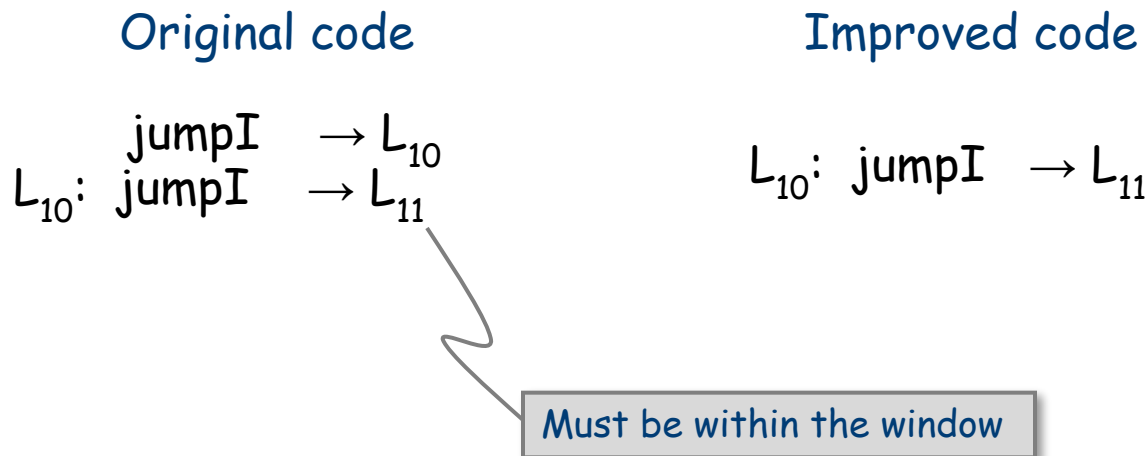 Original code
Improved code
jumpI → L₁₀
L₁₀: jumpI → L₁₁
L₁₀: jumpI → L₁₁
Must be within the window